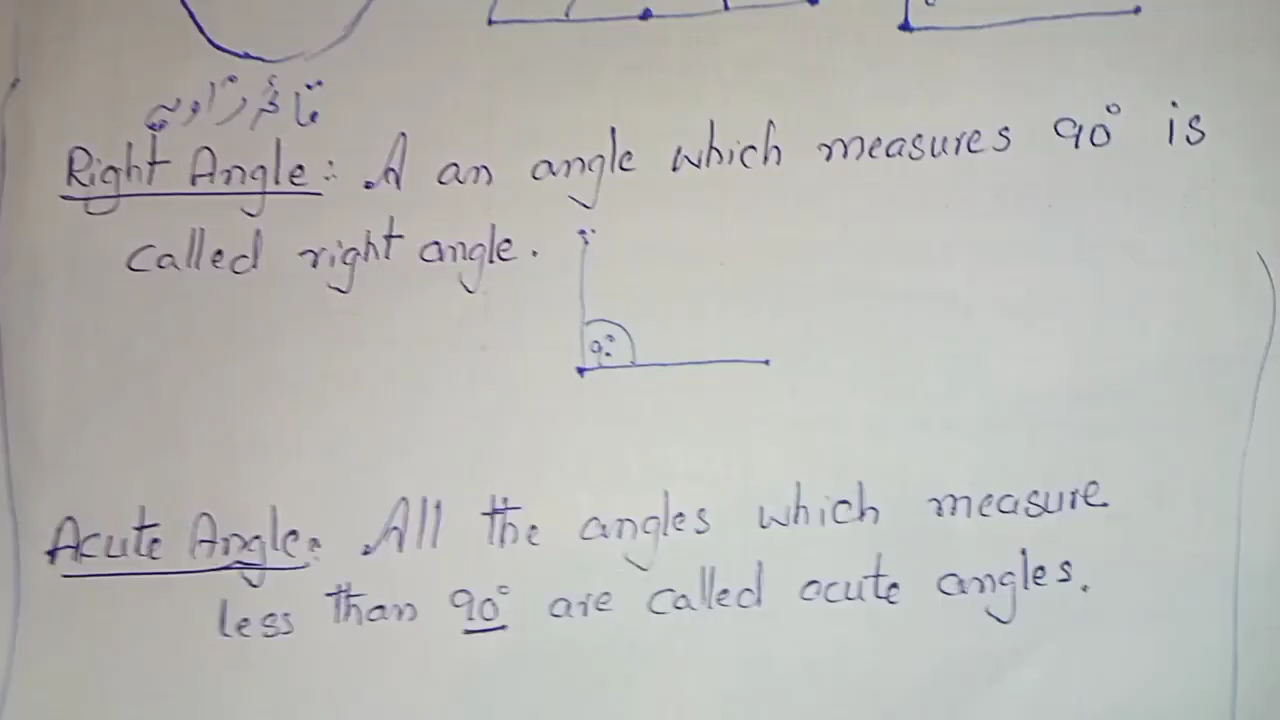 قائمہ زاویہ
Right Angle: A an angle which measures 90° is
called right angle.
90°
Acute Angle: All the angles which measure
less than 90° are called acute angles.